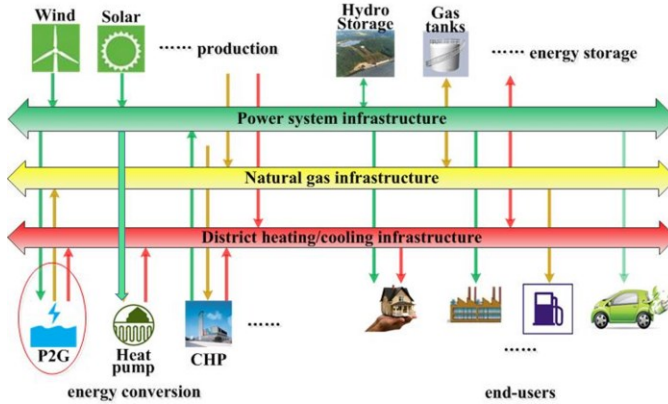 Wind
Solar
...... production
Hydro
Storage
Gas
tanks
...... energy storage
Power system infrastructure
Natural gas infrastructure
District heating/cooling infrastructure
P2G
Heat
pump
CHP
......
......
energy conversion
end-users